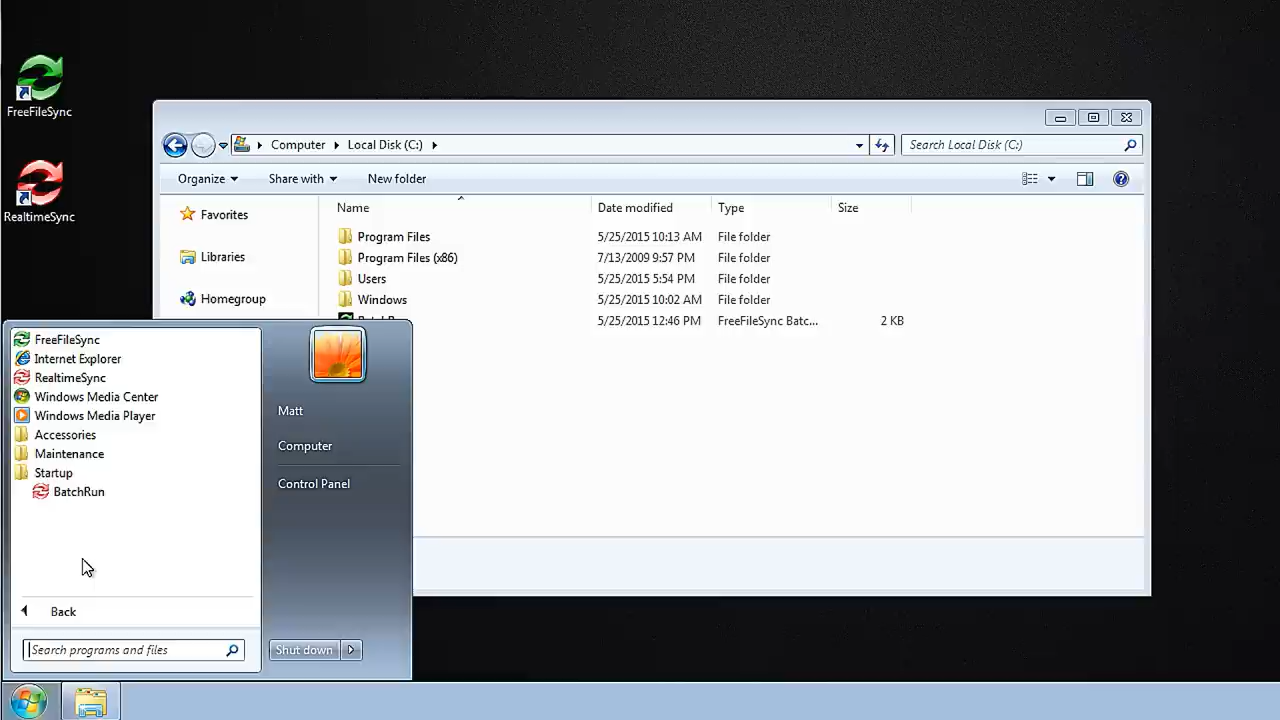 FreeFileSync
RealtimeSync
Computer
Local Disk (C:)
Search Local Disk (C:)
Organize
Share with
New folder
Favorites
Libraries
Homegroup
Name
Date modified
Type
Size
Program Files
5/25/2015 10:13 AM
File folder
Program Files (x86)
7/13/2009 9:57 PM
File folder
Users
5/25/2015 5:54 PM
File folder
Windows
5/25/2015 10:02 AM
File folder
5/25/2015 12:46 PM
FreeFileSync Batc...
2 KB
FreeFileSync
Internet Explorer
RealtimeSync
Windows Media Center
Windows Media Player
Accessories
Maintenance
Startup
BatchRun
Back
Search programs and files
Matt
Computer
Control Panel
Shut down